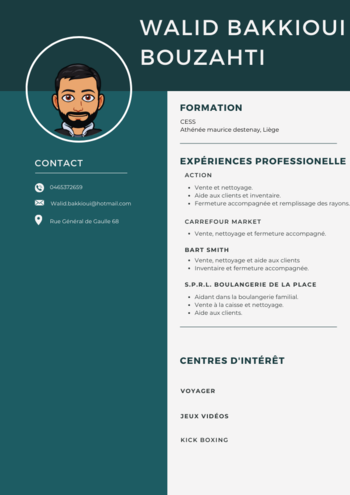 WALID BAKKIOUI
BOUZAHTI
CONTACT
0465372659
Walid.bakkioui@hotmail.com
Rue Général de Gaulle 68
FORMATION
CESS
Athénée maurice destenay, Liège
EXPÉRIENCES PROFESSIONELLE
ACTION
Vente et nettoyage.
Aide aux clients et inventaire.
Fermeture accompagnée et remplissage des rayons.
CARREFOUR MARKET
Vente, nettoyage et fermeture accompagné.
BART SMITH
Vente, nettoyage et aide aux clients
Inventaire et fermeture accompagnée.
S.P.R.L. BOULANGERIE DE LA PLACE
Aidant dans la boulangerie familial.
Vente à la caisse et nettoyage.
Aide aux clients.
CENTRES D'INTÉRÊT
VOYAGER
JEUX VIDÉOS
KICK BOXING